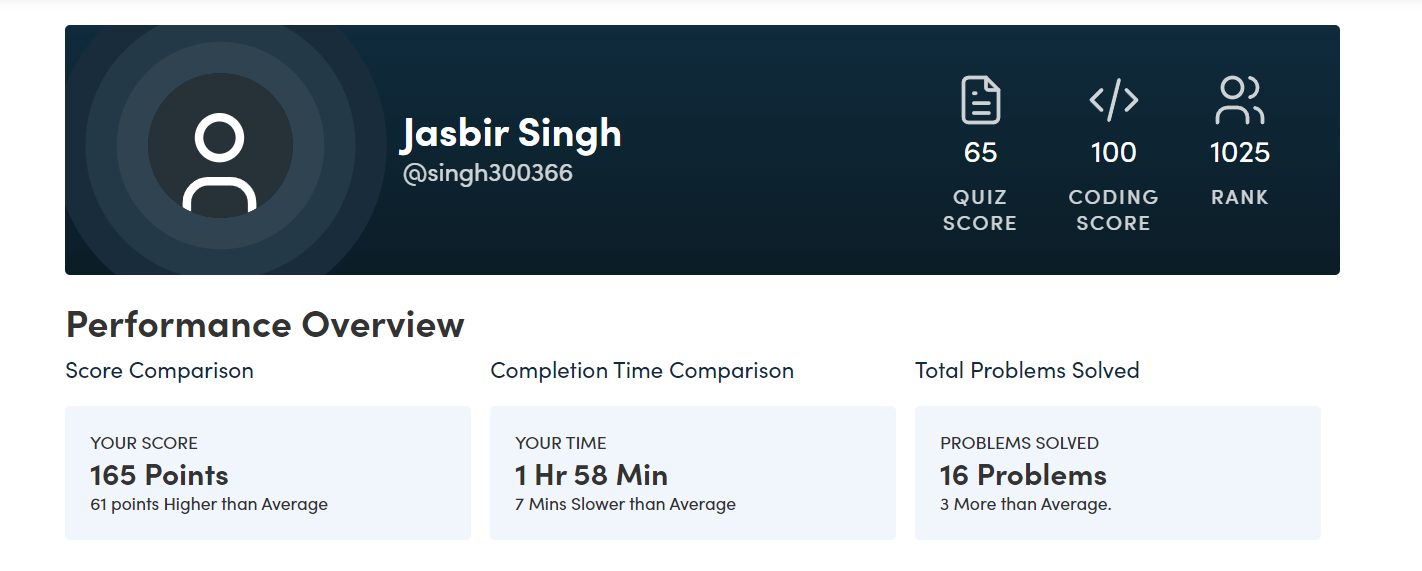 Jasbir Singh
@singh300366
65
QUIZ
SCORE
100
CODING
SCORE
1025
RANK
Performance Overview
Score Comparison
YOUR SCORE
165 Points
61 points Higher than Average
Completion Time Comparison
YOUR TIME
1 Hr 58 Min
7 Mins Slower than Average
Total Problems Solved
PROBLEMS SOLVED
16 Problems
3 More than Average.